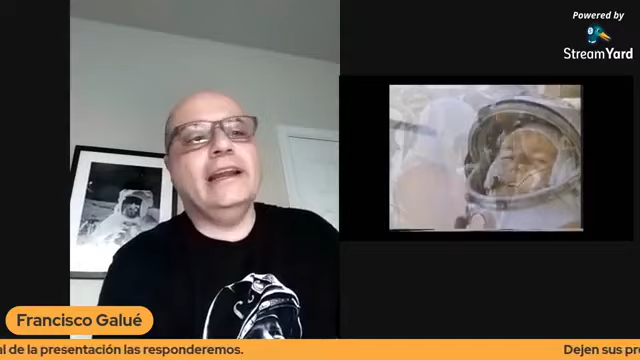 Powered by
StreamYard
Francisco Galué
al de la presentación las responderemos.
Dejen sus pr